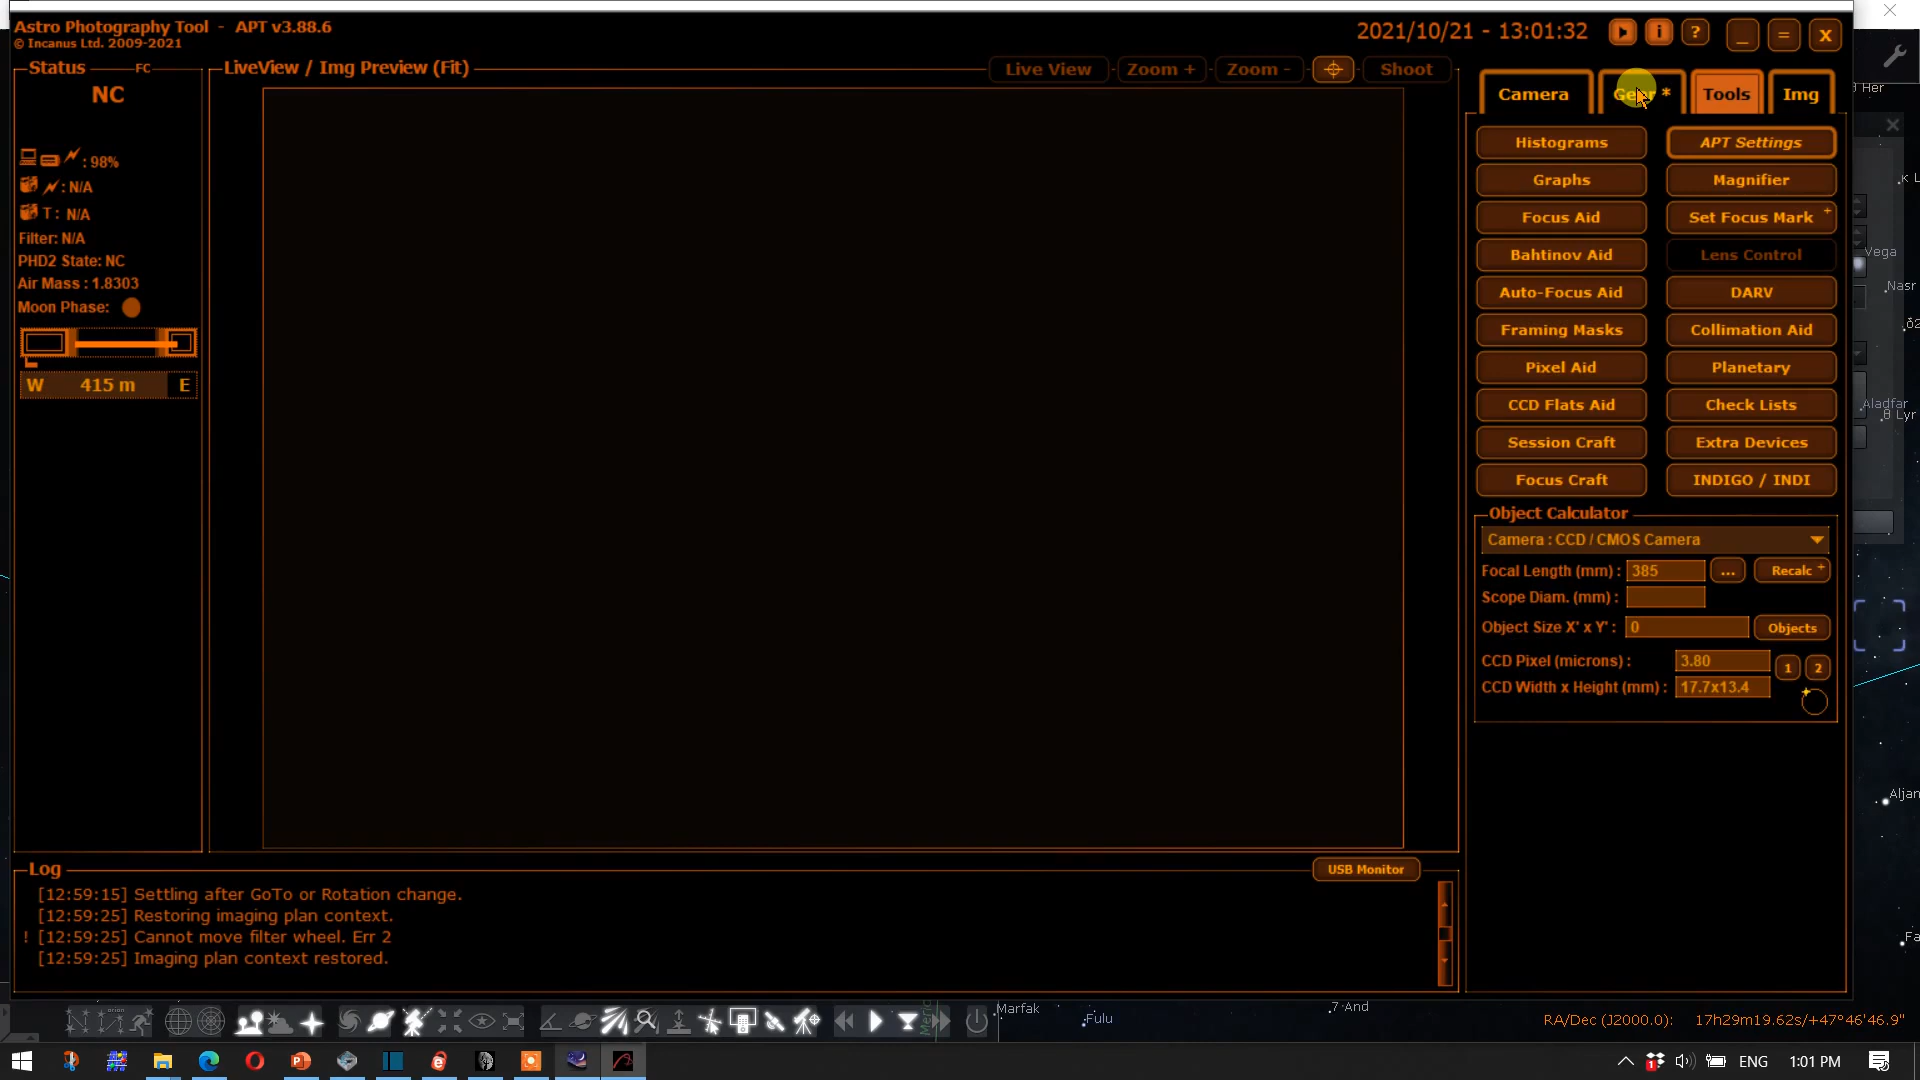 Astro Photography Tool - APT v3.88.6
© Incanus Ltd. 2009-2021
2021/10/21 - 13:01:32
i
?
_
=
X
Status
FC
NC
: 98%
: N/A
T : N/A
Filter: N/A
PHD2 State: NC
Air Mass : 1.8303
Moon Phase:
W 415 m E
LiveView / Img Preview (Fit)
Live View
Zoom +
Zoom -
Shoot
Camera
Gear *
Tools
Img
Histograms
APT Settings
Graphs
Magnifier
Focus Aid
Set Focus Mark +
Bahtinov Aid
Lens Control
Auto-Focus Aid
DARV
Framing Masks
Collimation Aid
Pixel Aid
Planetary
CCD Flats Aid
Check Lists
Session Craft
Extra Devices
Focus Craft
INDIGO / INDI
Object Calculator
Camera : CCD / CMOS Camera
Focal Length (mm) : 385 ... Recalc +
Scope Diam. (mm) :
Object Size X' x Y' : 0 Objects
CCD Pixel (microns) : 3.80 1 2
CCD Width x Height (mm) : 17.7x13.4
Log
USB Monitor
[12:59:15] Settling after GoTo or Rotation change.
[12:59:25] Restoring imaging plan context.
! [12:59:25] Cannot move filter wheel. Err 2
[12:59:25] Imaging plan context restored.
Her
κ L
Vega
Nasr
δ2
Aladfar
θ Lyr
Aljan
Fa
Marfak
Fulu
7 And
RA/Dec (J2000.0): 17h29m19.62s/+47°46'46.9"
ENG
1:01 PM